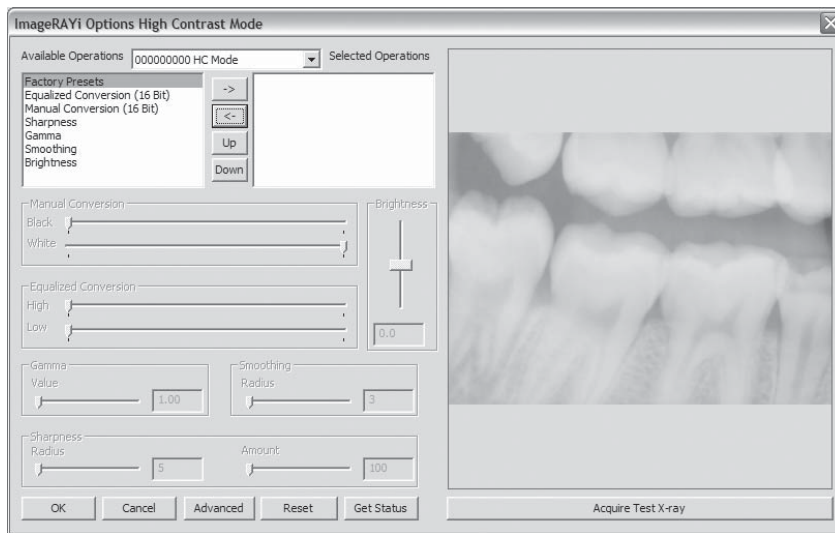 ImageRAYi Options High Contrast Mode
Available Operations
000000000 HC Mode
Selected Operations
Factory Presets
Equalized Conversion (16 Bit)
Manual Conversion (16 Bit)
Sharpness
Gamma
Smoothing
Brightness
->
<-
Up
Down
Manual Conversion
Black
White
Brightness
0.0
Equalized Conversion
High
Low
Gamma
Value
1.00
Smoothing
Radius
3
Sharpness
Radius
5
Amount
100
OK
Cancel
Advanced
Reset
Get Status
Acquire Test X-ray